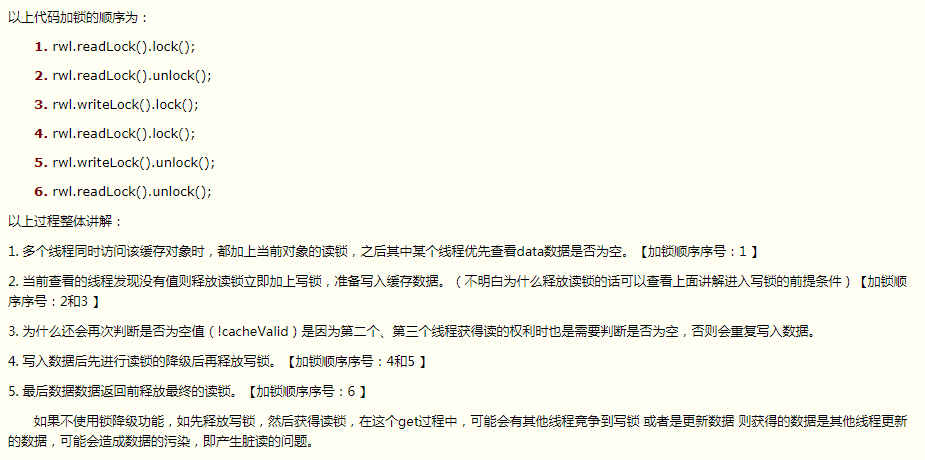 以上代码加锁的顺序为：
1. rwl.readLock().lock();
2. rwl.readLock().unlock();
3. rwl.writeLock().lock();
4. rwl.readLock().lock();
5. rwl.writeLock().unlock();
6. rwl.readLock().unlock();
以上过程整体讲解：
1. 多个线程同时访问该缓存对象时，都加上当前对象的读锁，之后其中某个线程优先查看data数据是否为空。【加锁顺序序号：1 】
2. 当前查看的线程发现没有值则释放读锁立即加上写锁，准备写入缓存数据。（不明白为什么释放读锁的话可以查看上面讲解进入写锁的前提条件）【加锁顺
序序号：2和3 】
3. 为什么还会再次判断是否为空值（!cacheValid）是因为第二个、第三个线程获得读的权利时也是需要判断是否为空，否则会重复写入数据。
4. 写入数据后先进行读锁的降级后再释放写锁。【加锁顺序序号：4和5 】
5. 最后数据数据返回前释放最终的读锁。【加锁顺序序号：6 】
如果不使用锁降级功能，如先释放写锁，然后获得读锁，在这个get过程中，可能会有其他线程竞争到写锁 或者是更新数据 则获得的数据是其他线程更新
的数据，可能会造成数据的污染，即产生脏读的问题。